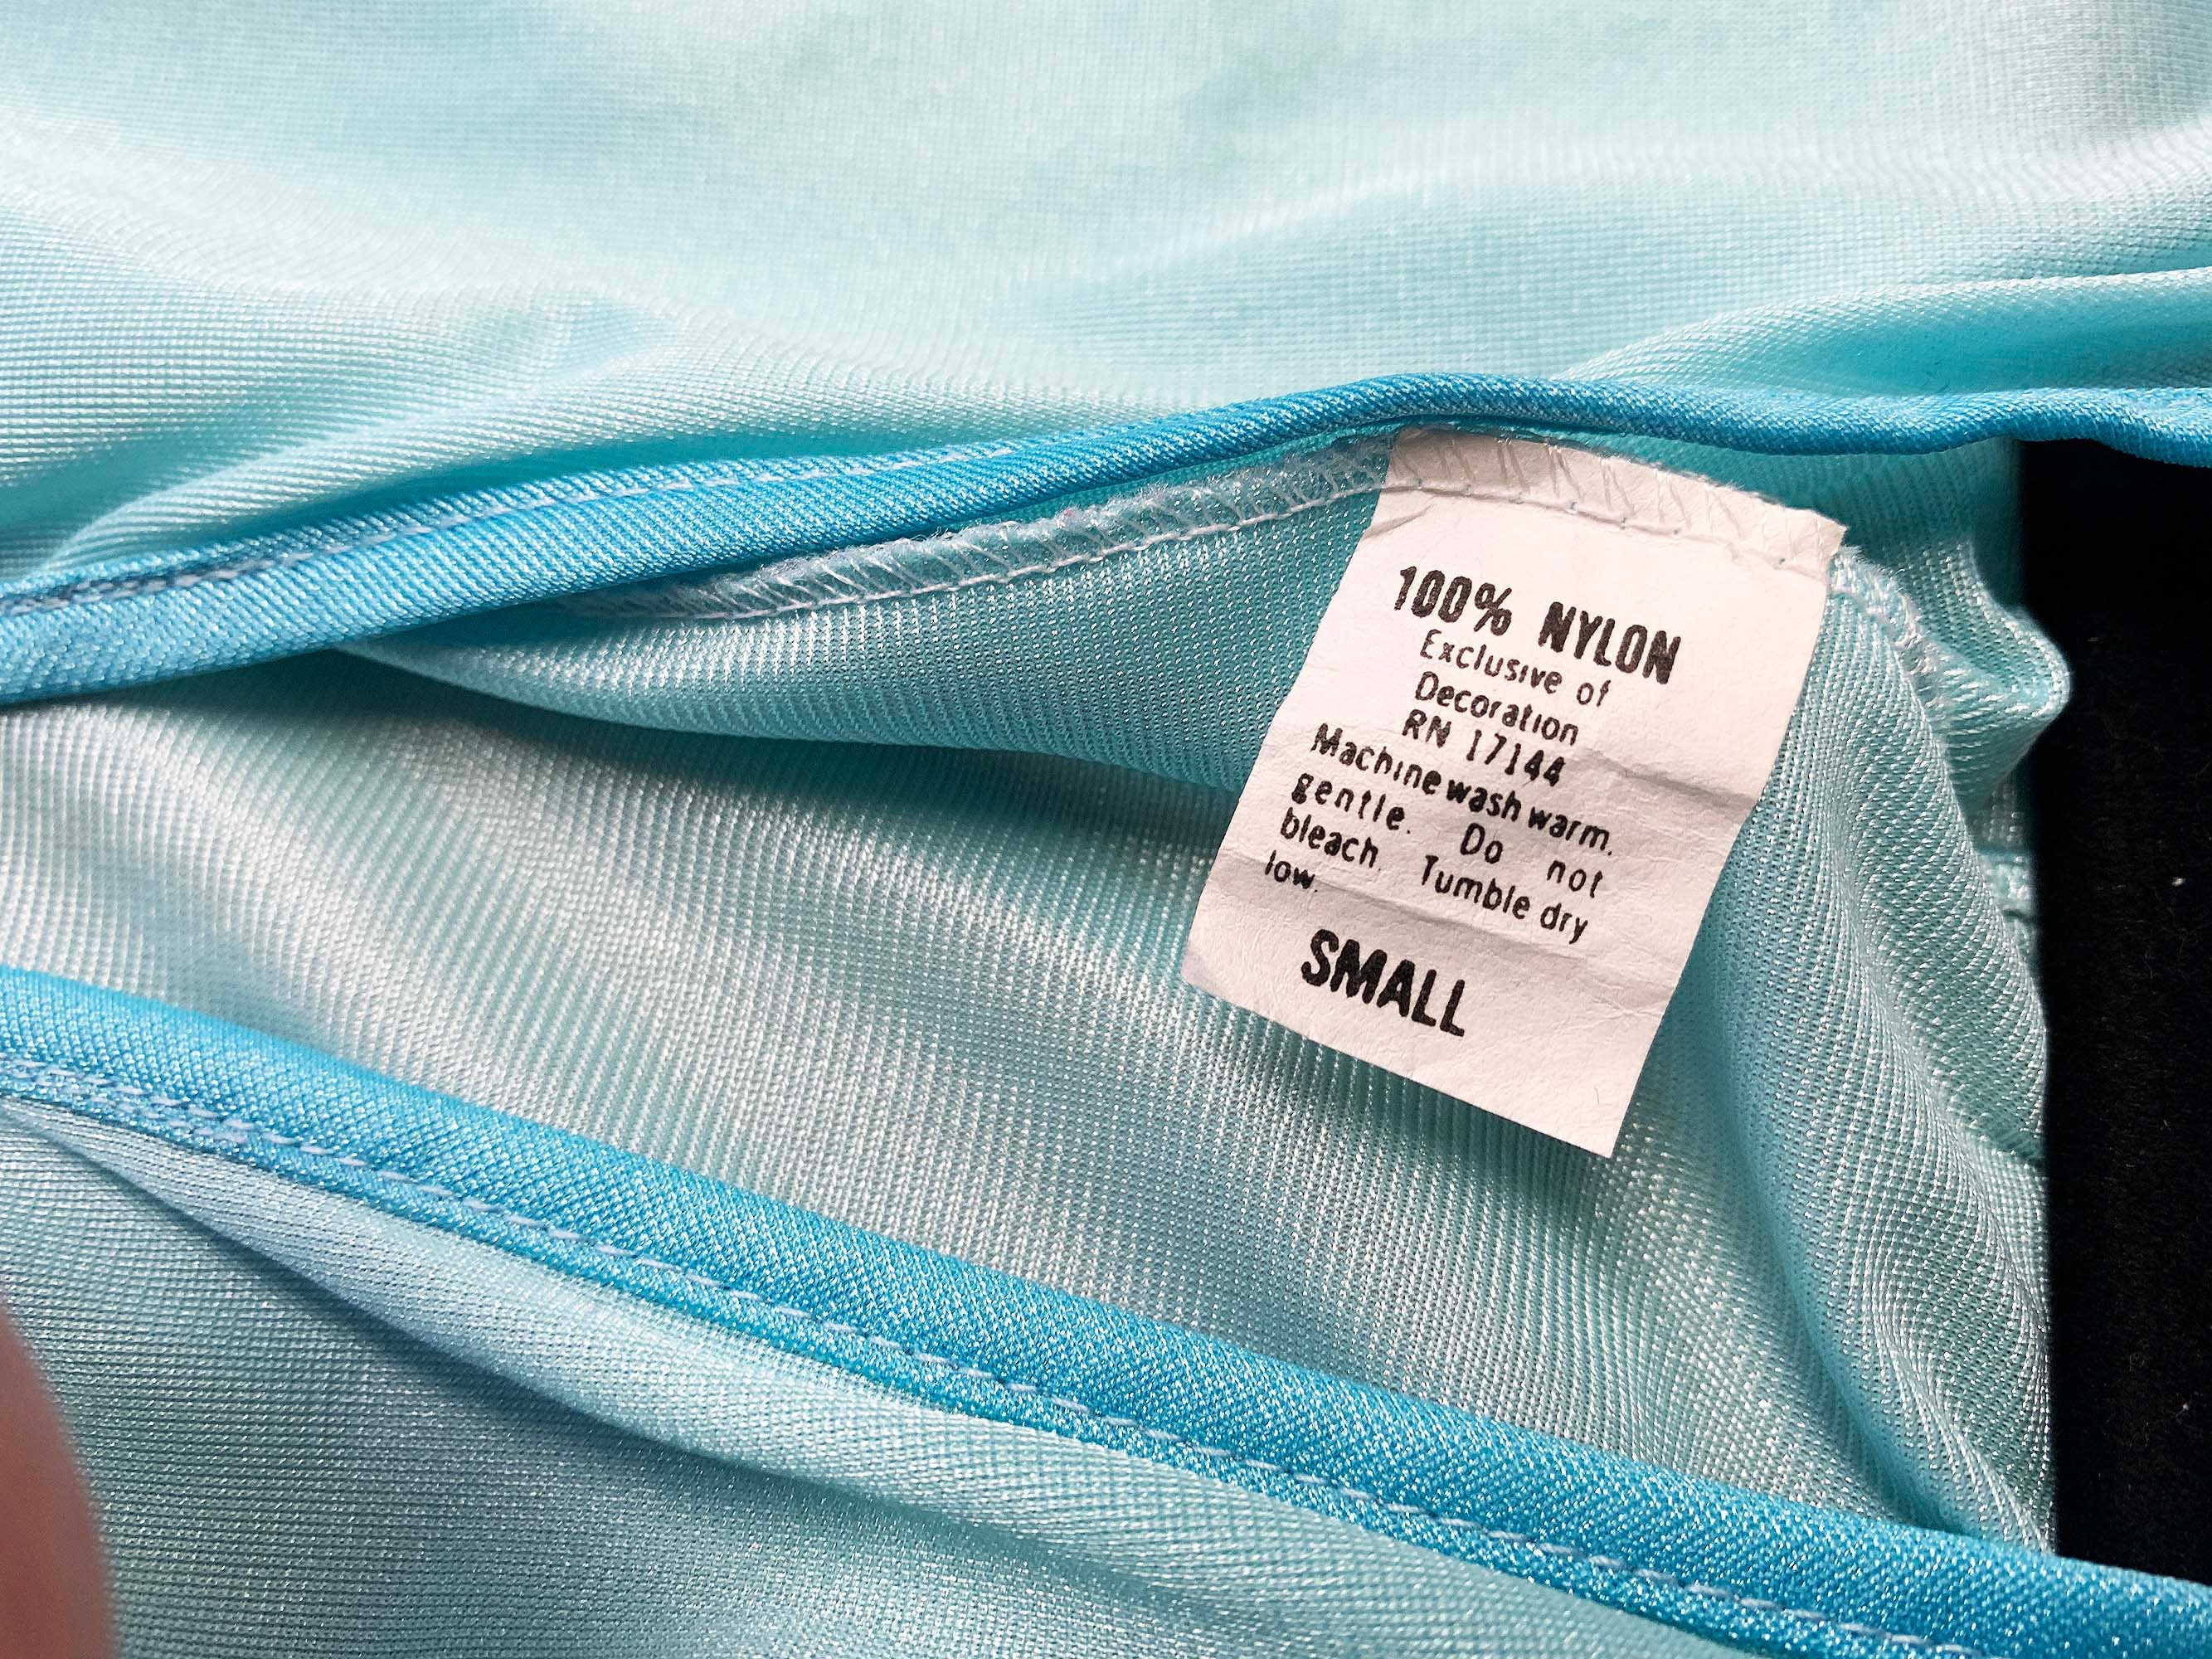 100% NYLON
Exclusive of
Decoration
RN 17144
Machine wash warm.
gentle. Do not
bleach. Tumble dry
low.
SMALL